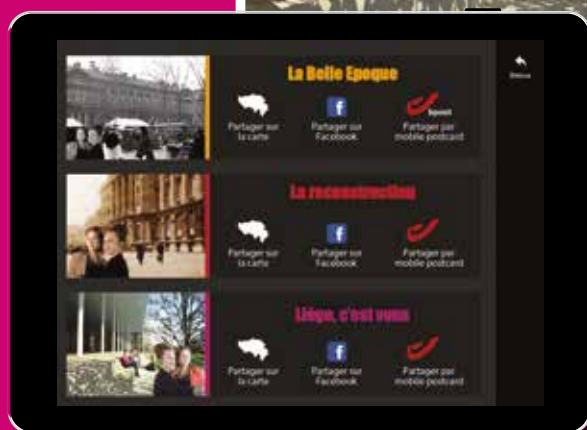 La Belle Epoque
Retour
Partager sur
la carte
Partager sur
Facebook
bpost
Partager par
mobile postcard
La reconstruction
Partager sur
la carte
Partager sur
Facebook
Partager par
mobile postcard
Liège, c'est vous
Partager sur
la carte
Partager sur
Facebook
Partager par
mobile postcard